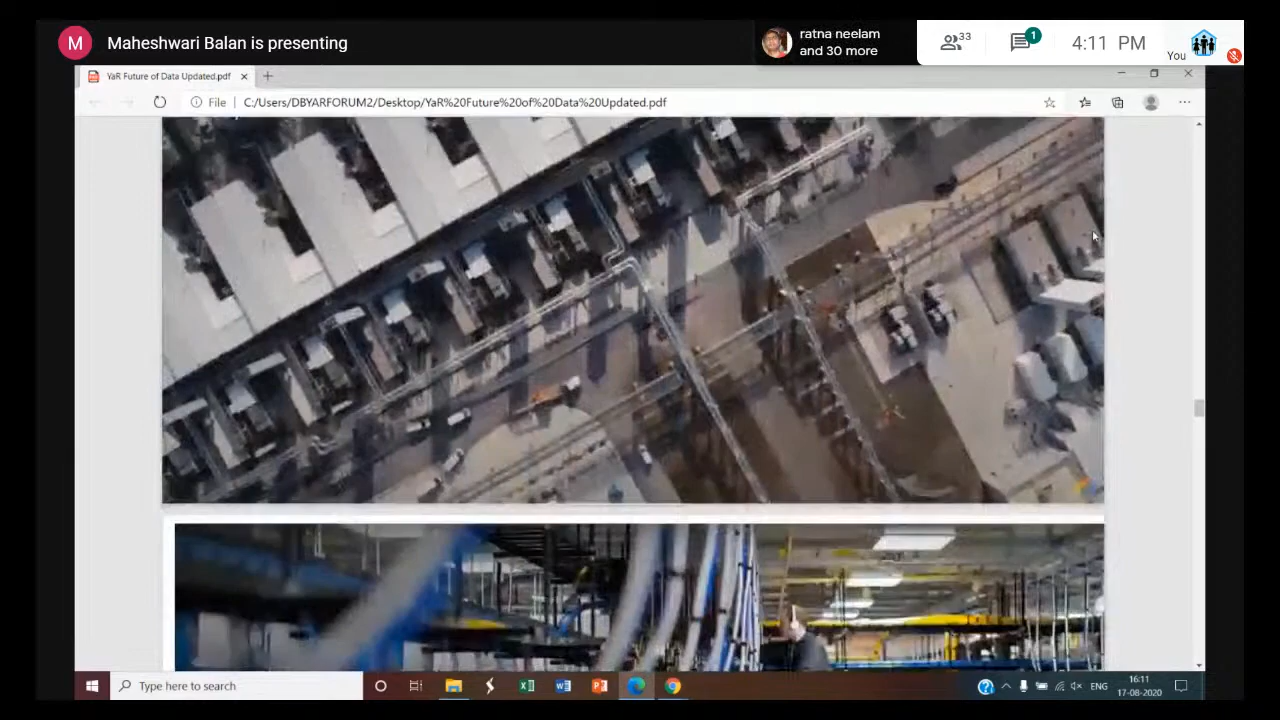 M
Maheshwari Balan is presenting
ratna neelam
and 30 more
33
1
4:11 PM
You
YaR Future of Data Updated.pdf
File
C:/Users/DBYARFORUM2/Desktop/YaR%20Future%20of%20Data%20Updated.pdf
Type here to search
ENG
16:11
17-08-2020